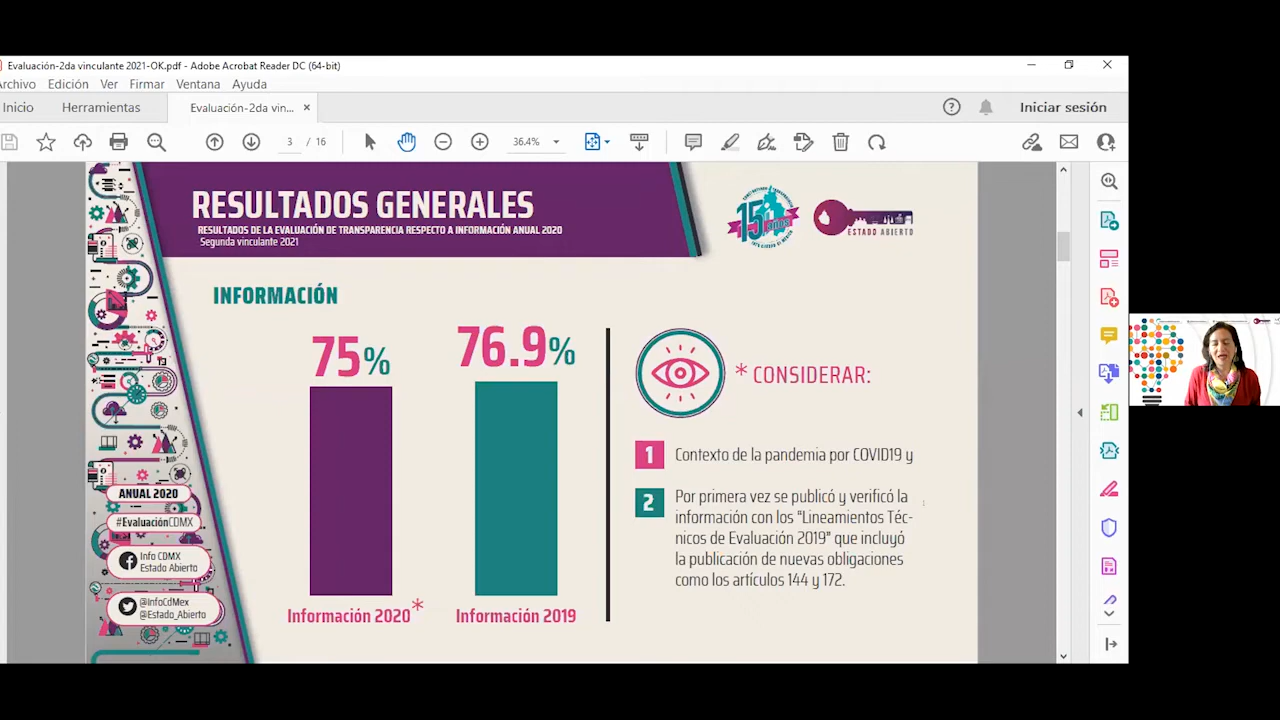 Evaluación-2da vinculante 2021-OK.pdf - Adobe Acrobat Reader DC (64-bit)
Archivo Edición Ver Firmar Ventana Ayuda
Inicio Herramientas Evaluación-2da vin... × Iniciar sesión
3 / 16 36.4%
RESULTADOS GENERALES
RESULTADOS DE LA EVALUACIÓN DE TRANSPARENCIA RESPECTO A INFORMACIÓN ANUAL 2020
Segunda vinculante 2021
15 años
ESTADO ABIERTO
INFORMACIÓN
75%
76.9%
Información 2020*
Información 2019
* CONSIDERAR:
1 Contexto de la pandemia por COVID19 y
2 Por primera vez se publicó y verificó la
información con los “Lineamientos Téc-
nicos de Evaluación 2019” que incluyó
la publicación de nuevas obligaciones
como los artículos 144 y 172.
ANUAL 2020
#EvaluaciónCDMX
Info CDMX
Estado Abierto
@InfoCdMex
@Estado_Abierto